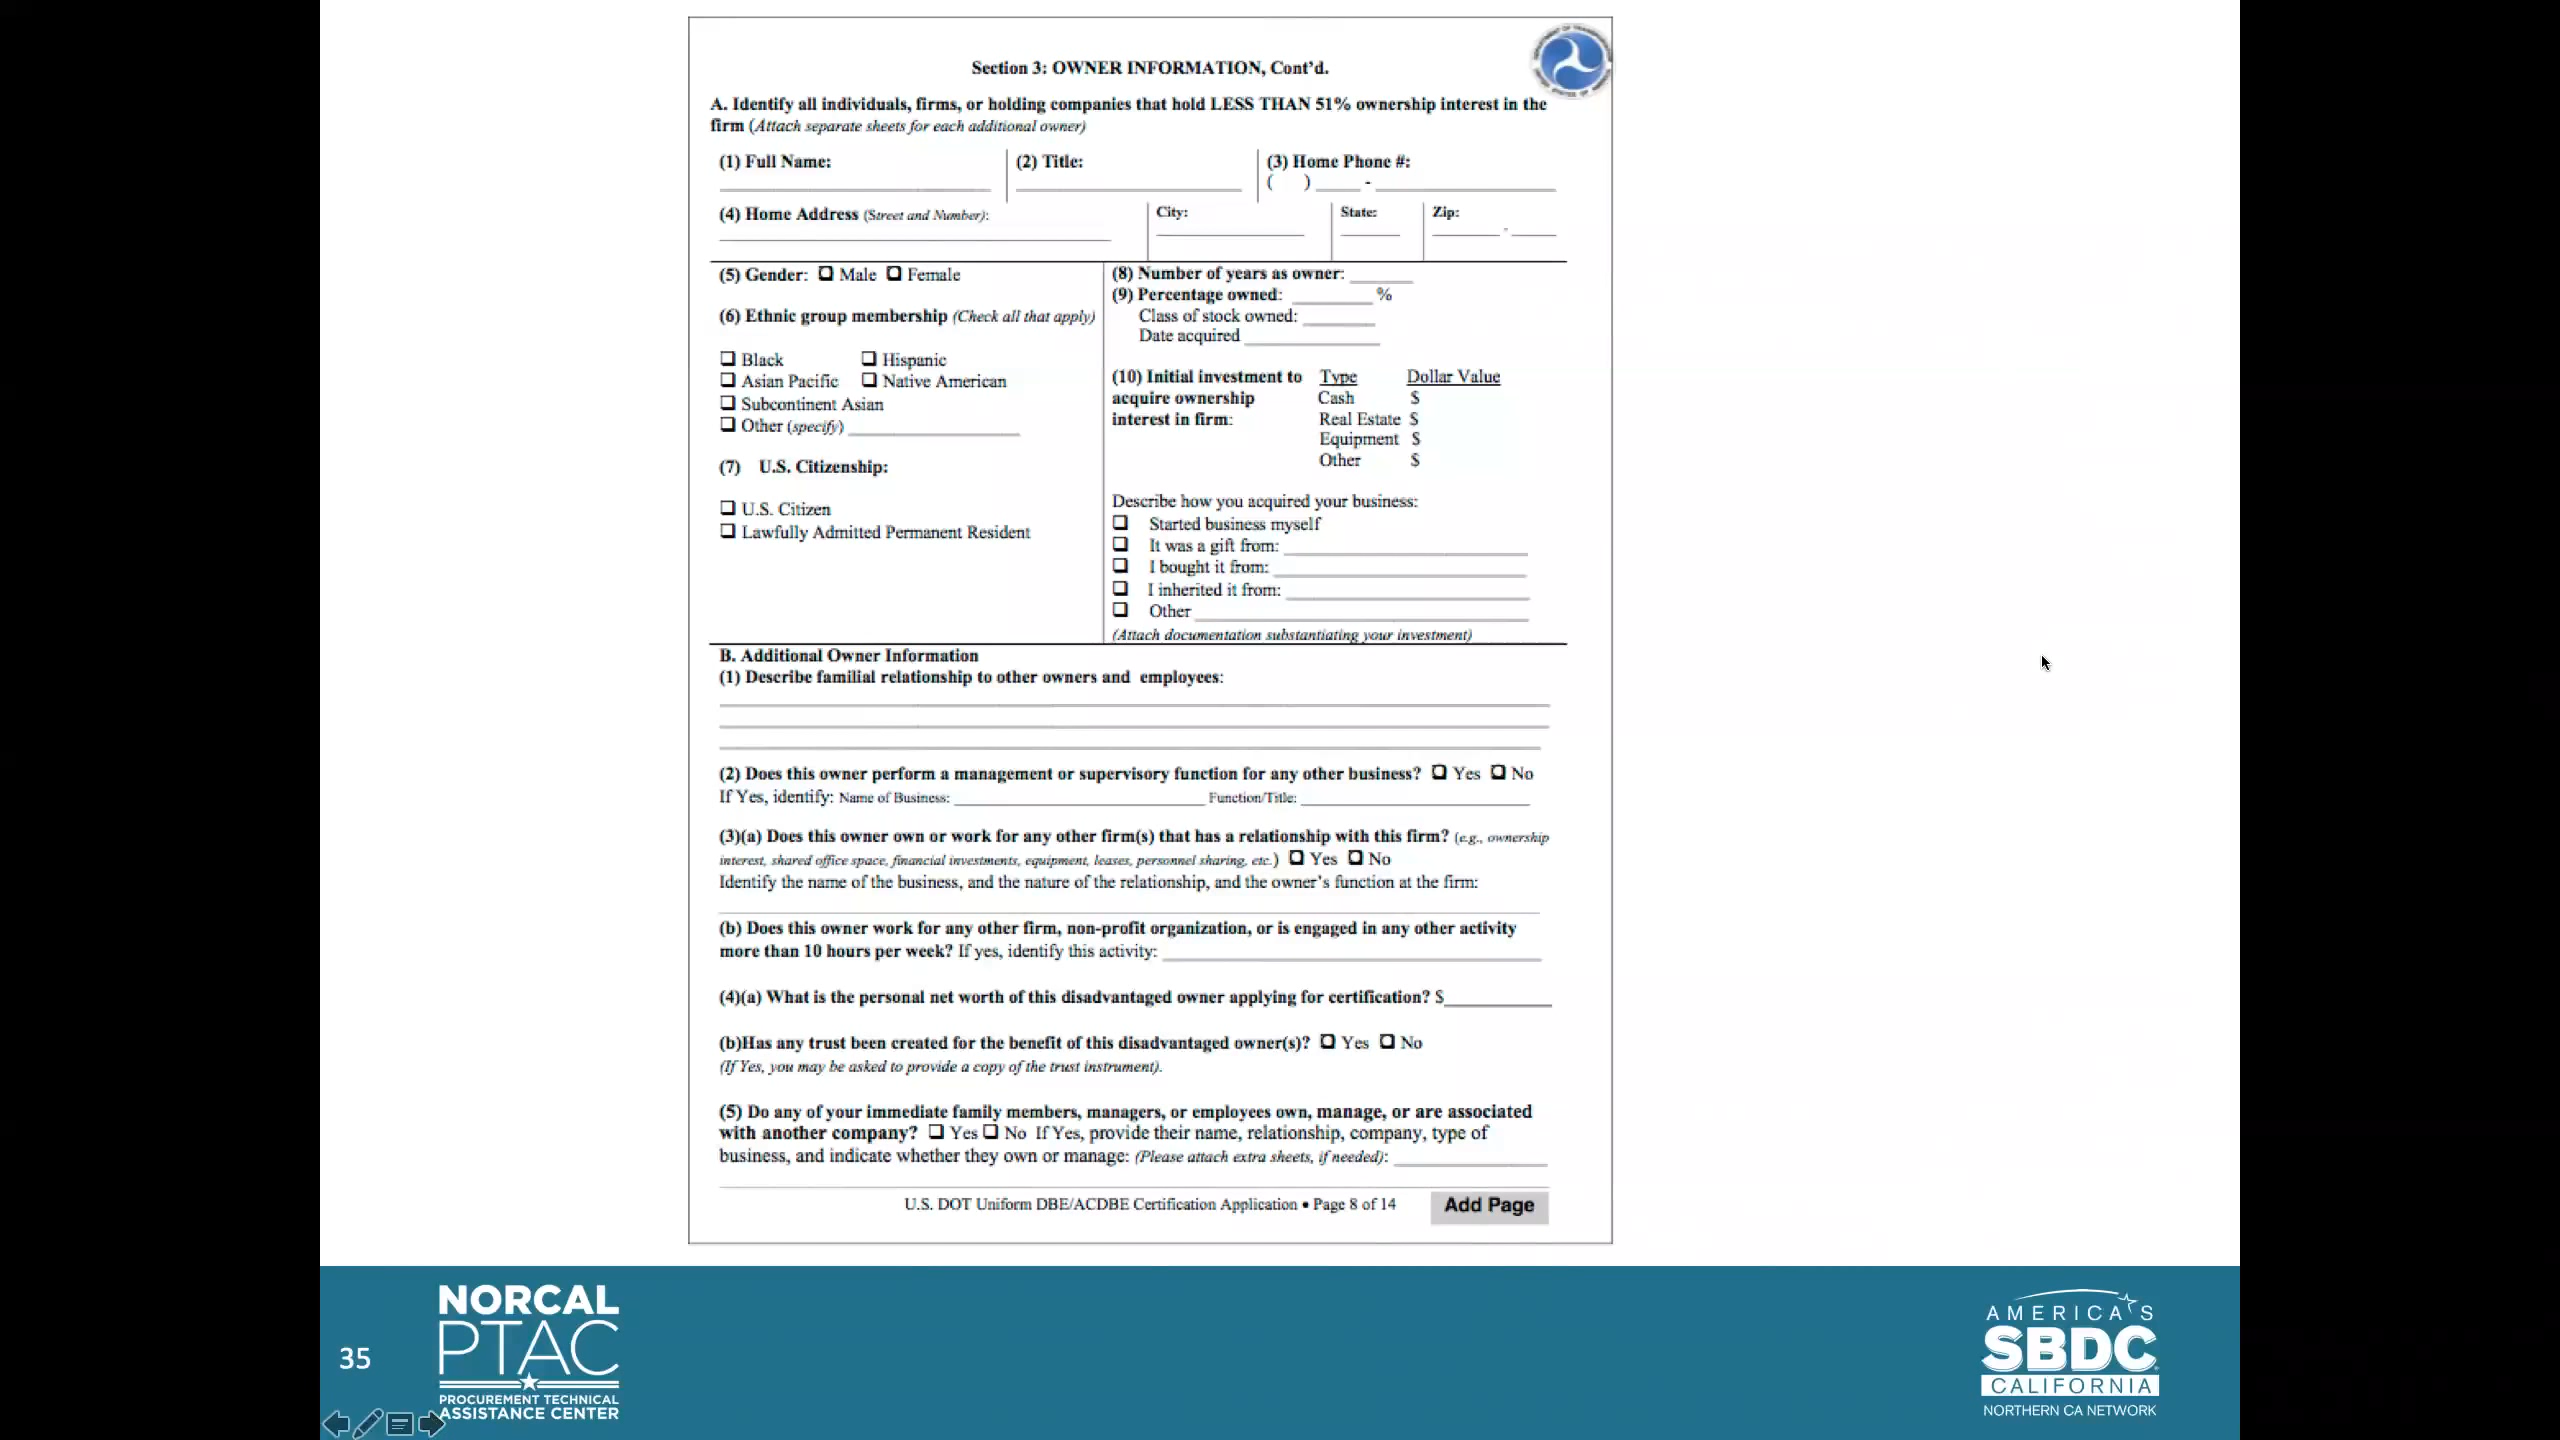 Section 3: OWNER INFORMATION, Cont'd.
A. Identify all individuals, firms, or holding companies that hold LESS THAN 51% ownership interest in the
firm (Attach separate sheets for each additional owner)
(1) Full Name:
(2) Title:
(3) Home Phone #:
( ) _____ - ____________________
(4) Home Address (Street and Number):
City:
State:
Zip:
(5) Gender: ❑ Male ❑ Female
(6) Ethnic group membership (Check all that apply)
❑ Black ❑ Hispanic
❑ Asian Pacific ❑ Native American
❑ Subcontinent Asian
❑ Other (specify) ____________________
(7) U.S. Citizenship:
❑ U.S. Citizen
❑ Lawfully Admitted Permanent Resident
(8) Number of years as owner: _______
(9) Percentage owned: _________ %
Class of stock owned: ________
Date acquired _______________
(10) Initial investment to Type Dollar Value
acquire ownership Cash $
interest in firm: Real Estate $
Equipment $
Other $
Describe how you acquired your business:
❑ Started business myself
❑ It was a gift from: ____________________
❑ I bought it from: ____________________
❑ I inherited it from: ____________________
❑ Other ____________________
(Attach documentation substantiating your investment)
B. Additional Owner Information
(1) Describe familial relationship to other owners and employees:
(2) Does this owner perform a management or supervisory function for any other business? ❑ Yes ❑ No
If Yes, identify: Name of Business: ____________________ Function/Title: ____________________
(3)(a) Does this owner own or work for any other firm(s) that has a relationship with this firm? (e.g., ownership
interest, shared office space, financial investments, equipment, leases, personnel sharing, etc.) ❑ Yes ❑ No
Identify the name of the business, and the nature of the relationship, and the owner's function at the firm:
(b) Does this owner work for any other firm, non-profit organization, or is engaged in any other activity
more than 10 hours per week? If yes, identify this activity: ____________________
(4)(a) What is the personal net worth of this disadvantaged owner applying for certification? $____________
(b)Has any trust been created for the benefit of this disadvantaged owner(s)? ❑ Yes ❑ No
(If Yes, you may be asked to provide a copy of the trust instrument).
(5) Do any of your immediate family members, managers, or employees own, manage, or are associated
with another company? ❑ Yes ❑ No If Yes, provide their name, relationship, company, type of
business, and indicate whether they own or manage: (Please attach extra sheets, if needed): ________________
U.S. DOT Uniform DBE/ACDBE Certification Application • Page 8 of 14
Add Page
35
NORCAL
PTAC
PROCUREMENT TECHNICAL
ASSISTANCE CENTER
AMERICA'S
SBDC
CALIFORNIA
NORTHERN CA NETWORK